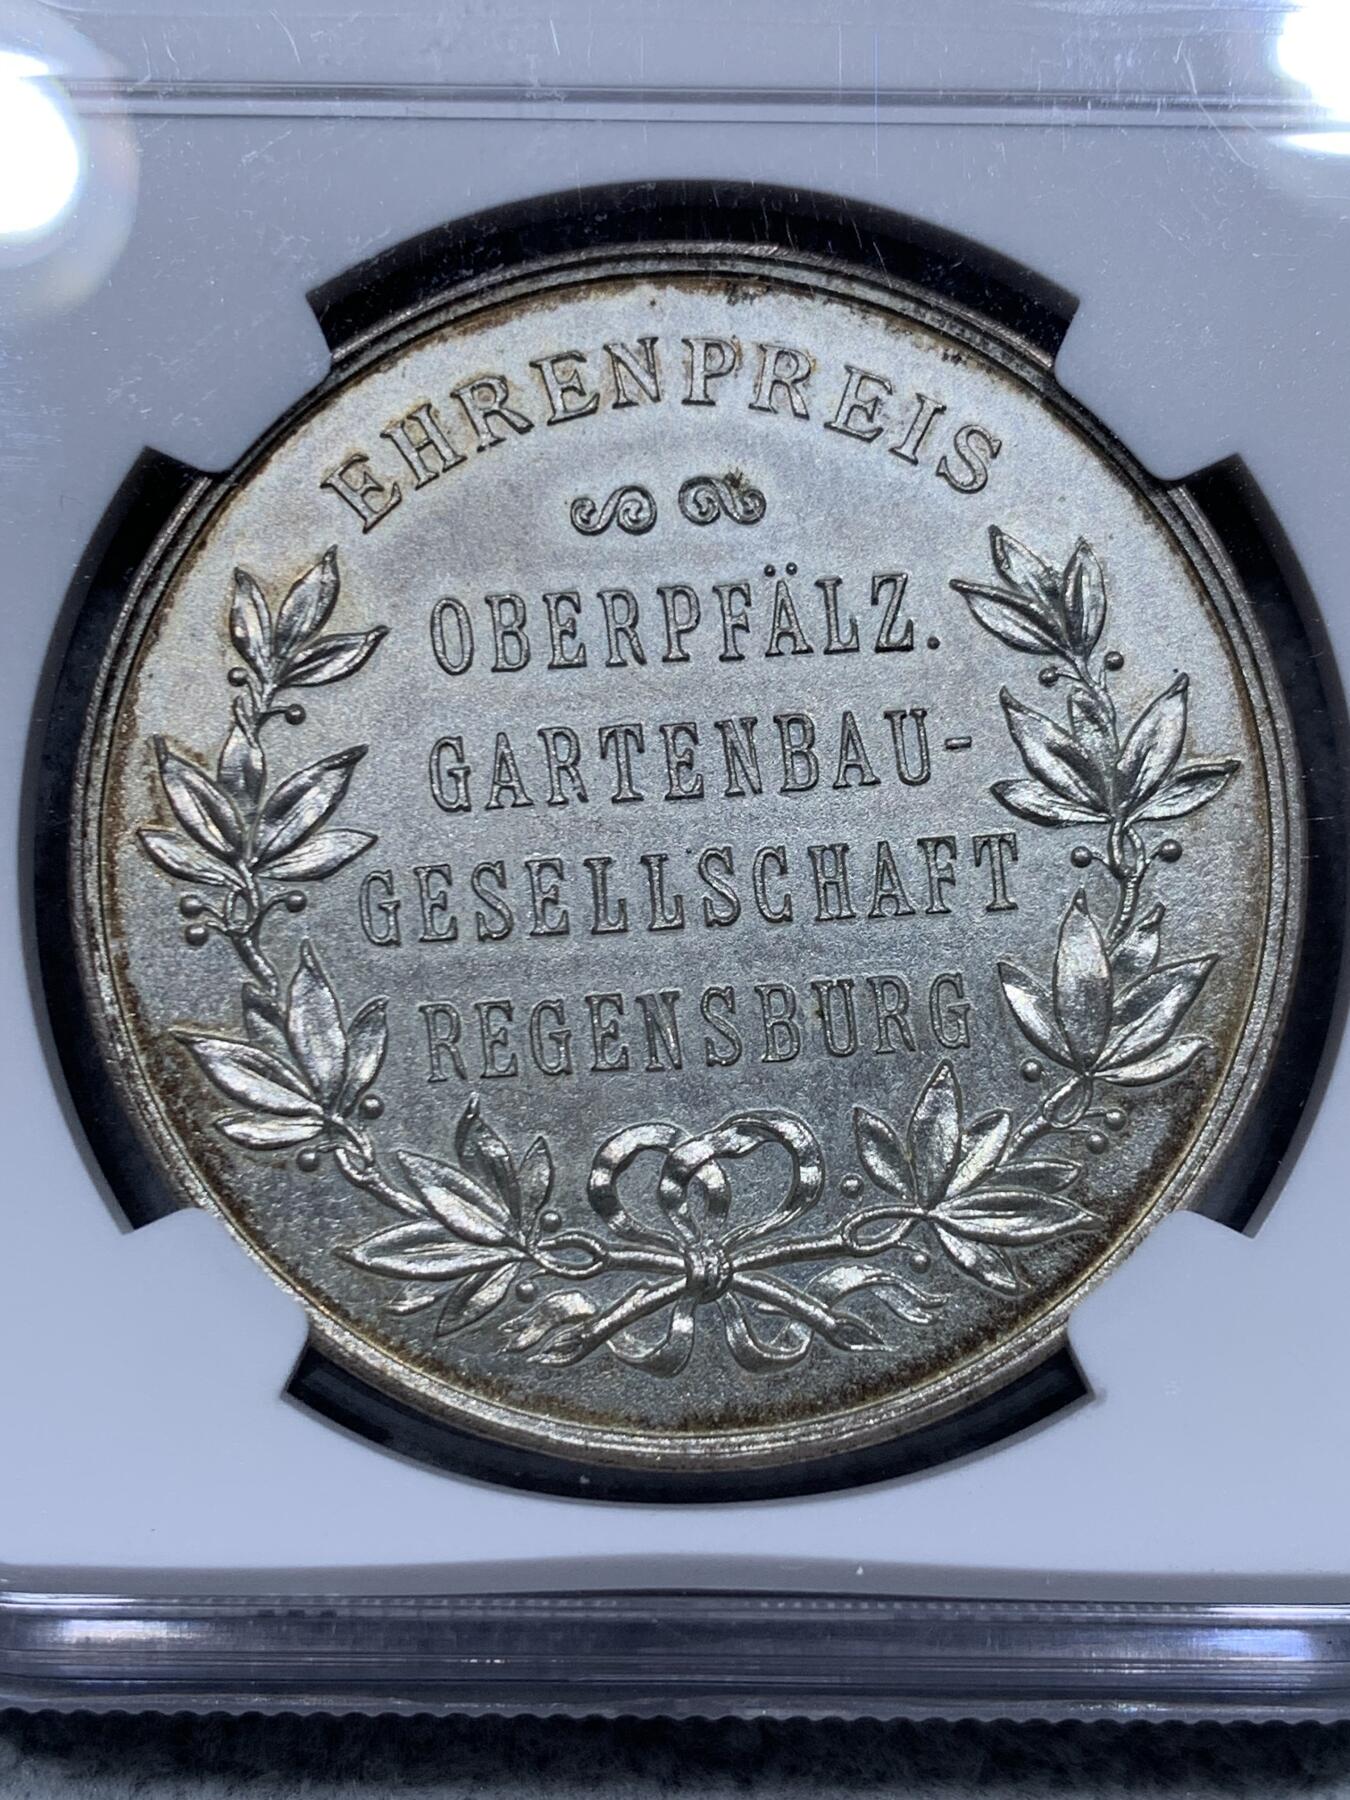 EHRENPREIS
OBERPFÄLZ.
GARTENBAU-
GESELLSCHAFT
REGENSBURG